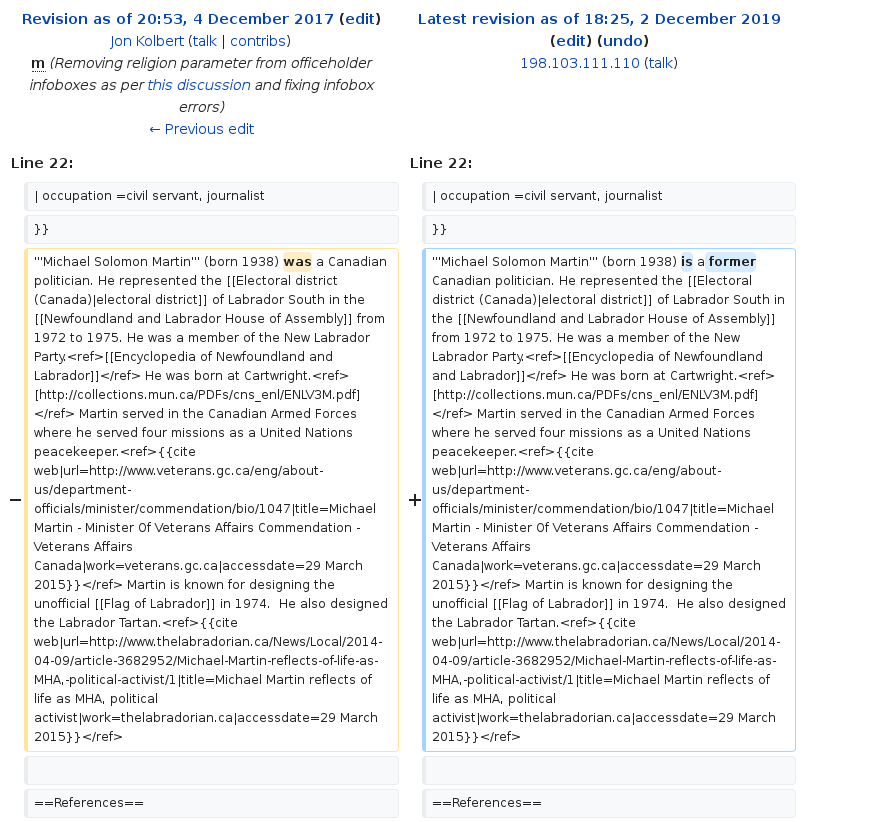 Revision as of 20:53, 4 December 2017 (edit)
Jon Kolbert (talk | contribs)
m (Removing religion parameter from officeholder
infoboxes as per this discussion and fixing infobox
errors)
← Previous edit
Latest revision as of 18:25, 2 December 2019
(edit) (undo)
198.103.111.110 (talk)
Line 22:
| occupation =civil servant, journalist
}}
− '''Michael Solomon Martin''' (born 1938) was a Canadian
politician. He represented the [[Electoral district
(Canada)|electoral district]] of Labrador South in the
[[Newfoundland and Labrador House of Assembly]] from
1972 to 1975. He was a member of the New Labrador
Party.<ref>[[Encyclopedia of Newfoundland and
Labrador]]</ref> He was born at Cartwright.<ref>
[http://collections.mun.ca/PDFs/cns_enl/ENLV3M.pdf]
</ref> Martin served in the Canadian Armed Forces
where he served four missions as a United Nations
peacekeeper.<ref>{{cite
web|url=http://www.veterans.gc.ca/eng/about-
us/department-
officials/minister/commendation/bio/1047|title=Michael
Martin - Minister Of Veterans Affairs Commendation -
Veterans Affairs
Canada|work=veterans.gc.ca|accessdate=29 March
2015}}</ref> Martin is known for designing the
unofficial [[Flag of Labrador]] in 1974.  He also designed
the Labrador Tartan.<ref>{{cite
web|url=http://www.thelabradorian.ca/News/Local/2014-
04-09/article-3682952/Michael-Martin-reflects-of-life-as-
MHA,-political-activist/1|title=Michael Martin reflects of
life as MHA, political
activist|work=thelabradorian.ca|accessdate=29 March
2015}}</ref>
==References==
Line 22:
| occupation =civil servant, journalist
}}
+ '''Michael Solomon Martin''' (born 1938) is a former
Canadian politician. He represented the [[Electoral
district (Canada)|electoral district]] of Labrador South in
the [[Newfoundland and Labrador House of Assembly]]
from 1972 to 1975. He was a member of the New
Labrador Party.<ref>[[Encyclopedia of Newfoundland
and Labrador]]</ref> He was born at Cartwright.<ref>
[http://collections.mun.ca/PDFs/cns_enl/ENLV3M.pdf]
</ref> Martin served in the Canadian Armed Forces
where he served four missions as a United Nations
peacekeeper.<ref>{{cite
web|url=http://www.veterans.gc.ca/eng/about-
us/department-
officials/minister/commendation/bio/1047|title=Michael
Martin - Minister Of Veterans Affairs Commendation -
Veterans Affairs
Canada|work=veterans.gc.ca|accessdate=29 March
2015}}</ref> Martin is known for designing the
unofficial [[Flag of Labrador]] in 1974.  He also designed
the Labrador Tartan.<ref>{{cite
web|url=http://www.thelabradorian.ca/News/Local/2014-
04-09/article-3682952/Michael-Martin-reflects-of-life-as-
MHA,-political-activist/1|title=Michael Martin reflects of
life as MHA, political
activist|work=thelabradorian.ca|accessdate=29 March
2015}}</ref>
==References==